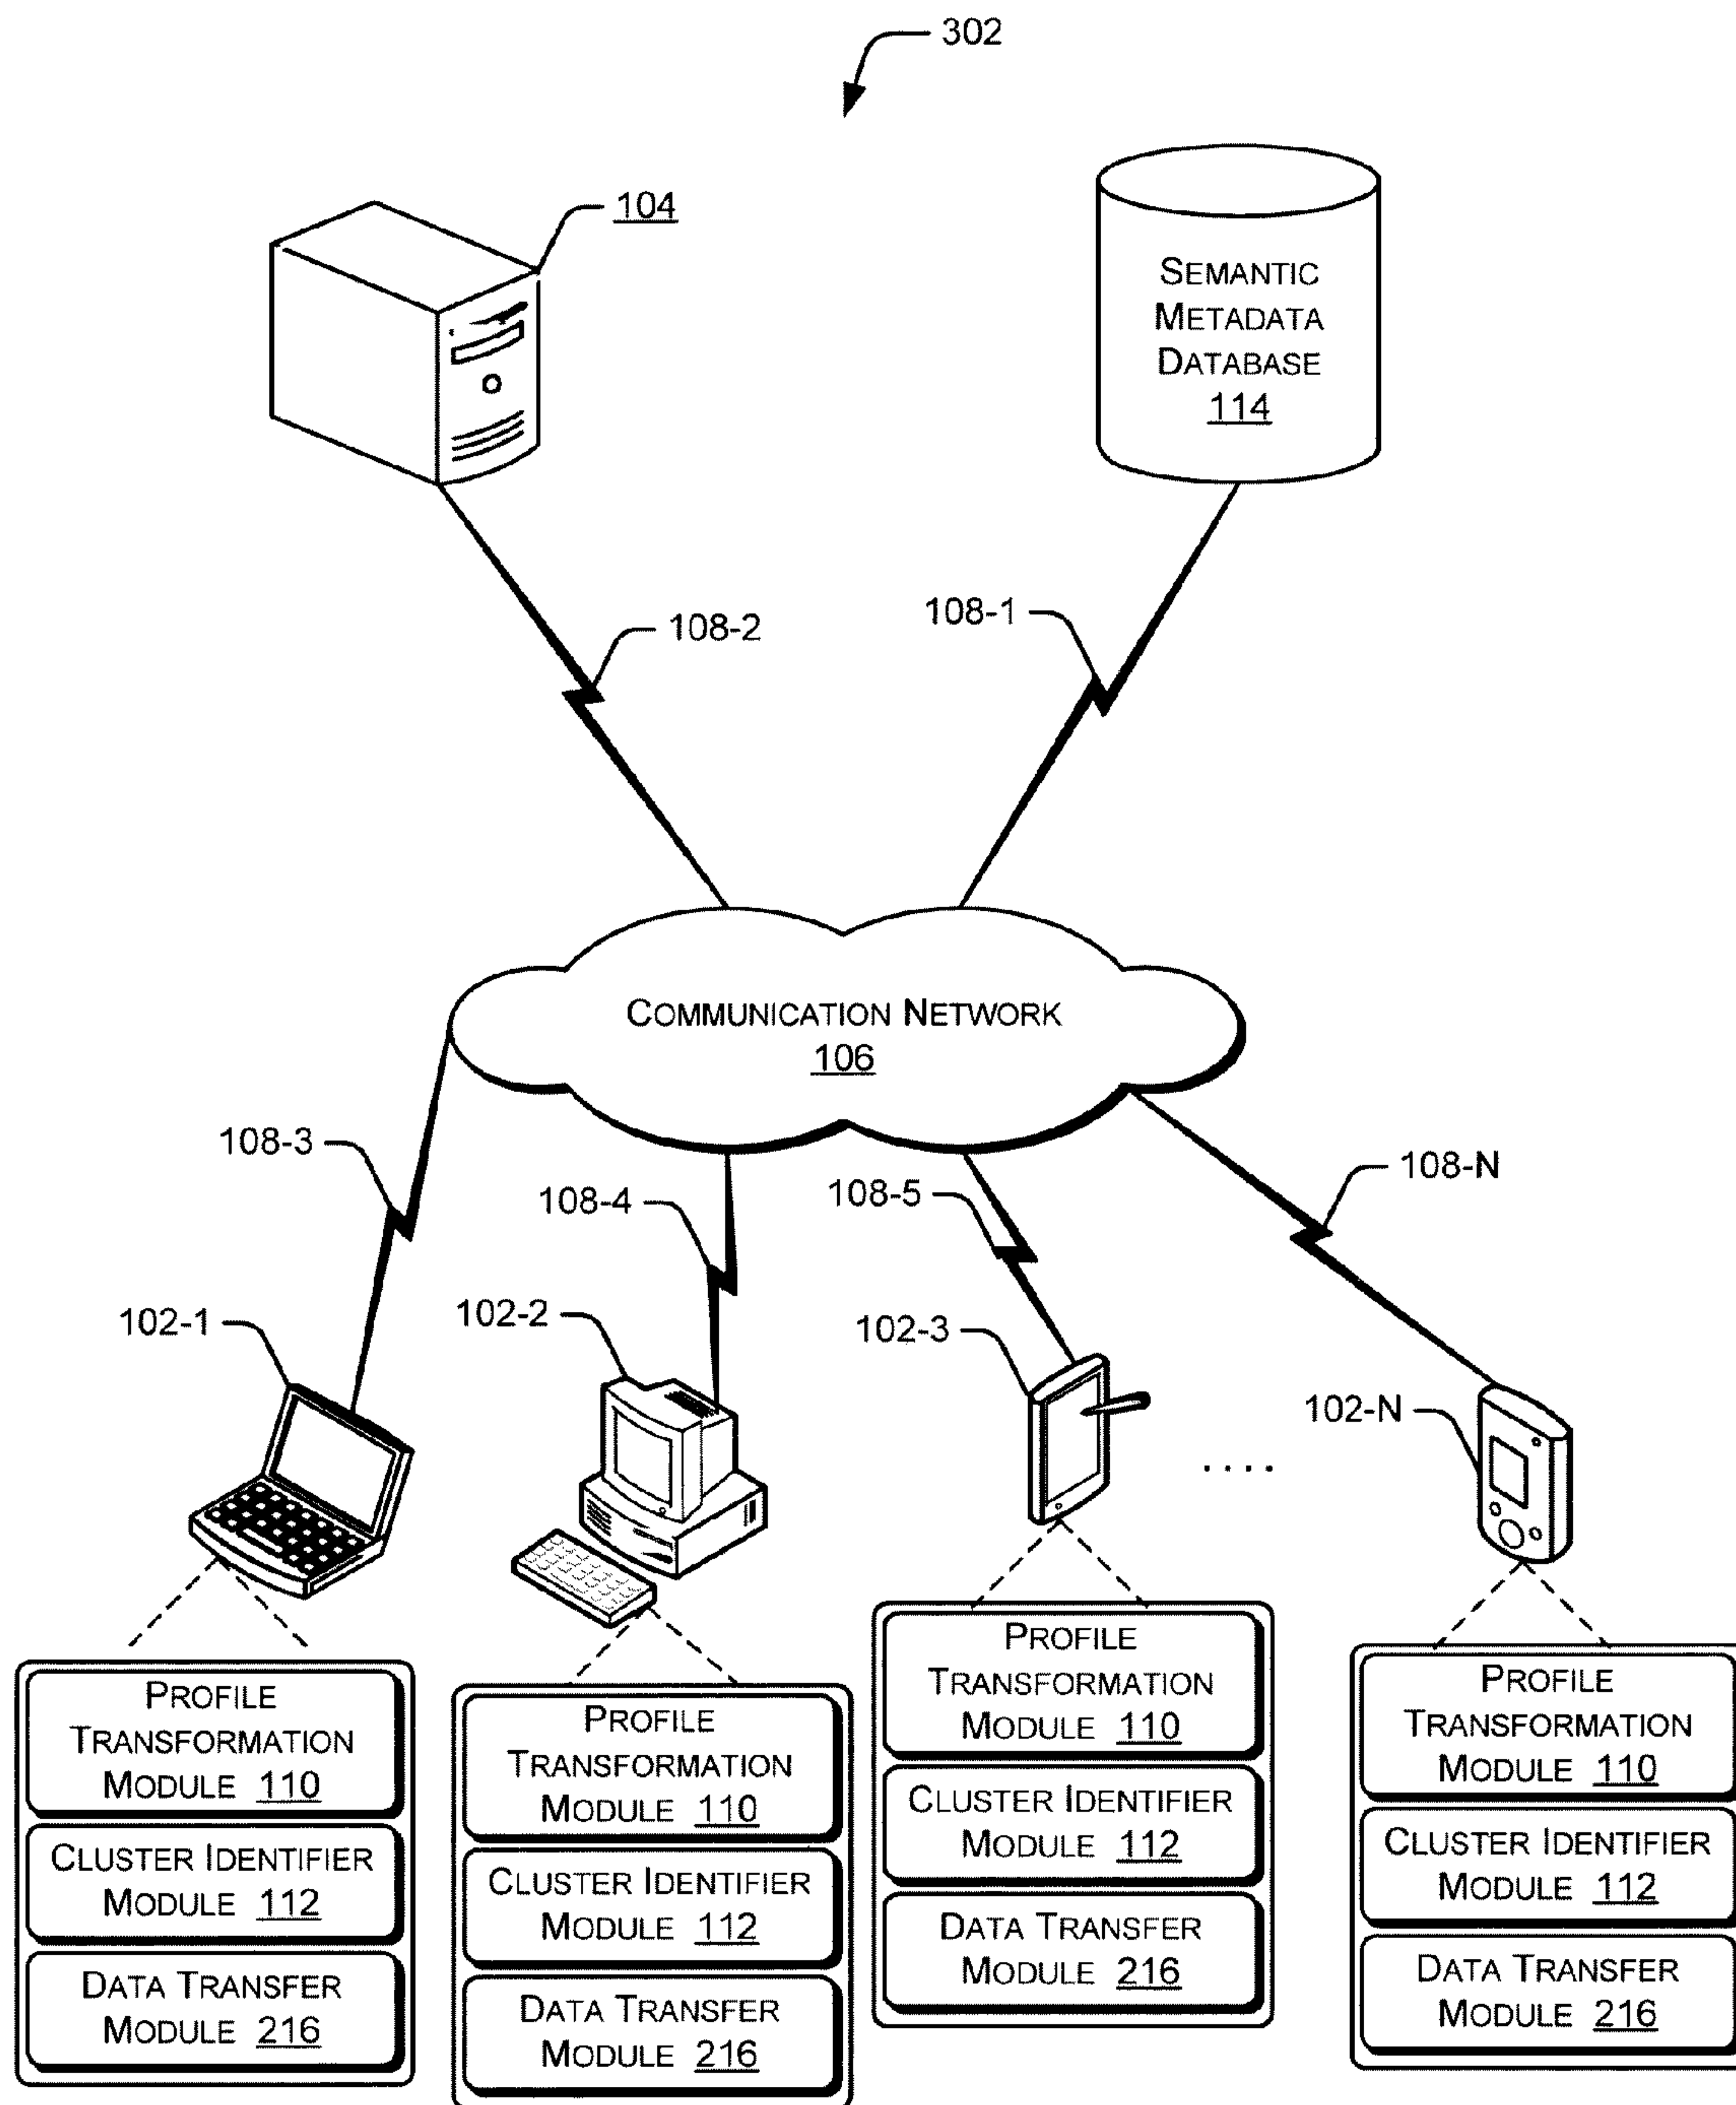 302
104
SEMANTIC
METADATA
DATABASE
114
108-2
108-1
COMMUNICATION NETWORK
106
108-3
108-4
108-5
108-N
102-1
102-2
102-3
102-N
....
PROFILE
TRANSFORMATION
MODULE 110
CLUSTER IDENTIFIER
MODULE 112
DATA TRANSFER
MODULE 216
PROFILE
TRANSFORMATION
MODULE 110
CLUSTER IDENTIFIER
MODULE 112
DATA TRANSFER
MODULE 216
PROFILE
TRANSFORMATION
MODULE 110
CLUSTER IDENTIFIER
MODULE 112
DATA TRANSFER
MODULE 216
PROFILE
TRANSFORMATION
MODULE 110
CLUSTER IDENTIFIER
MODULE 112
DATA TRANSFER
MODULE 216